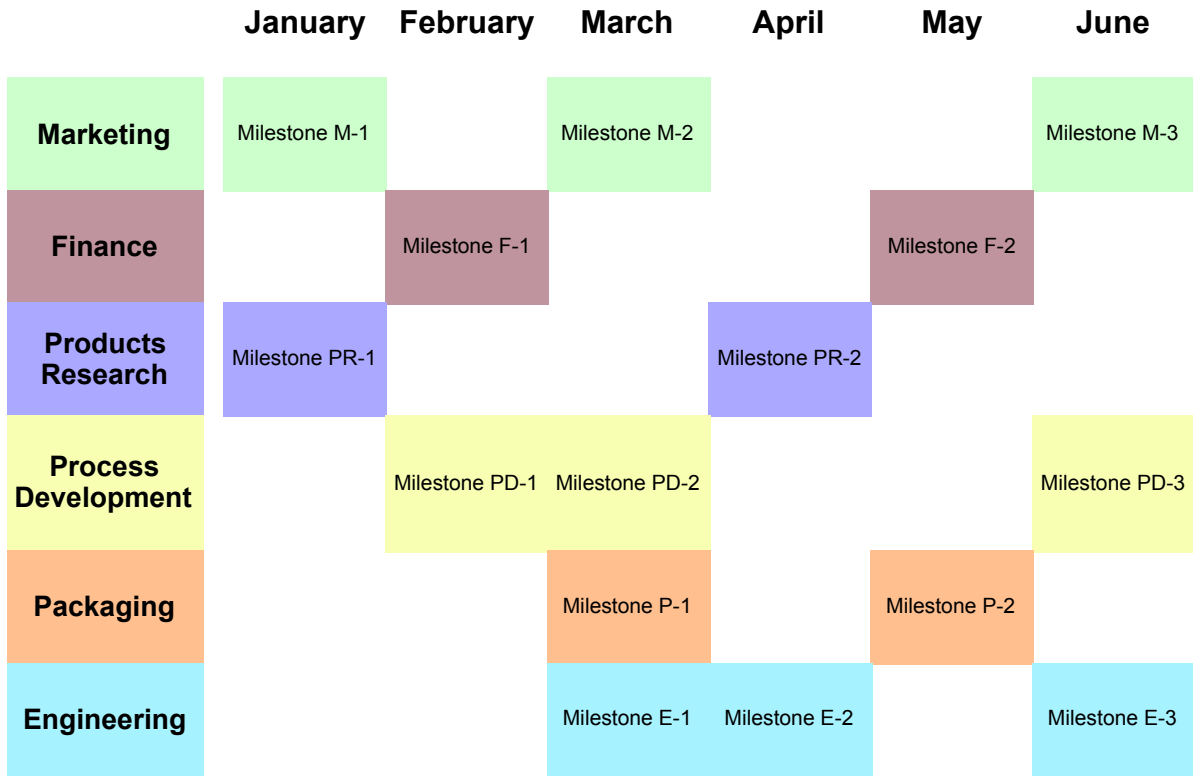 January February March April May June
Marketing Milestone M-1 Milestone M-2 Milestone M-3
Finance Milestone F-1 Milestone F-2
Products
Research
Milestone PR-1 Milestone PR-2
Process
Development
Milestone PD-1 Milestone PD-2 Milestone PD-3
Packaging Milestone P-1 Milestone P-2
Engineering Milestone E-1 Milestone E-2 Milestone E-3